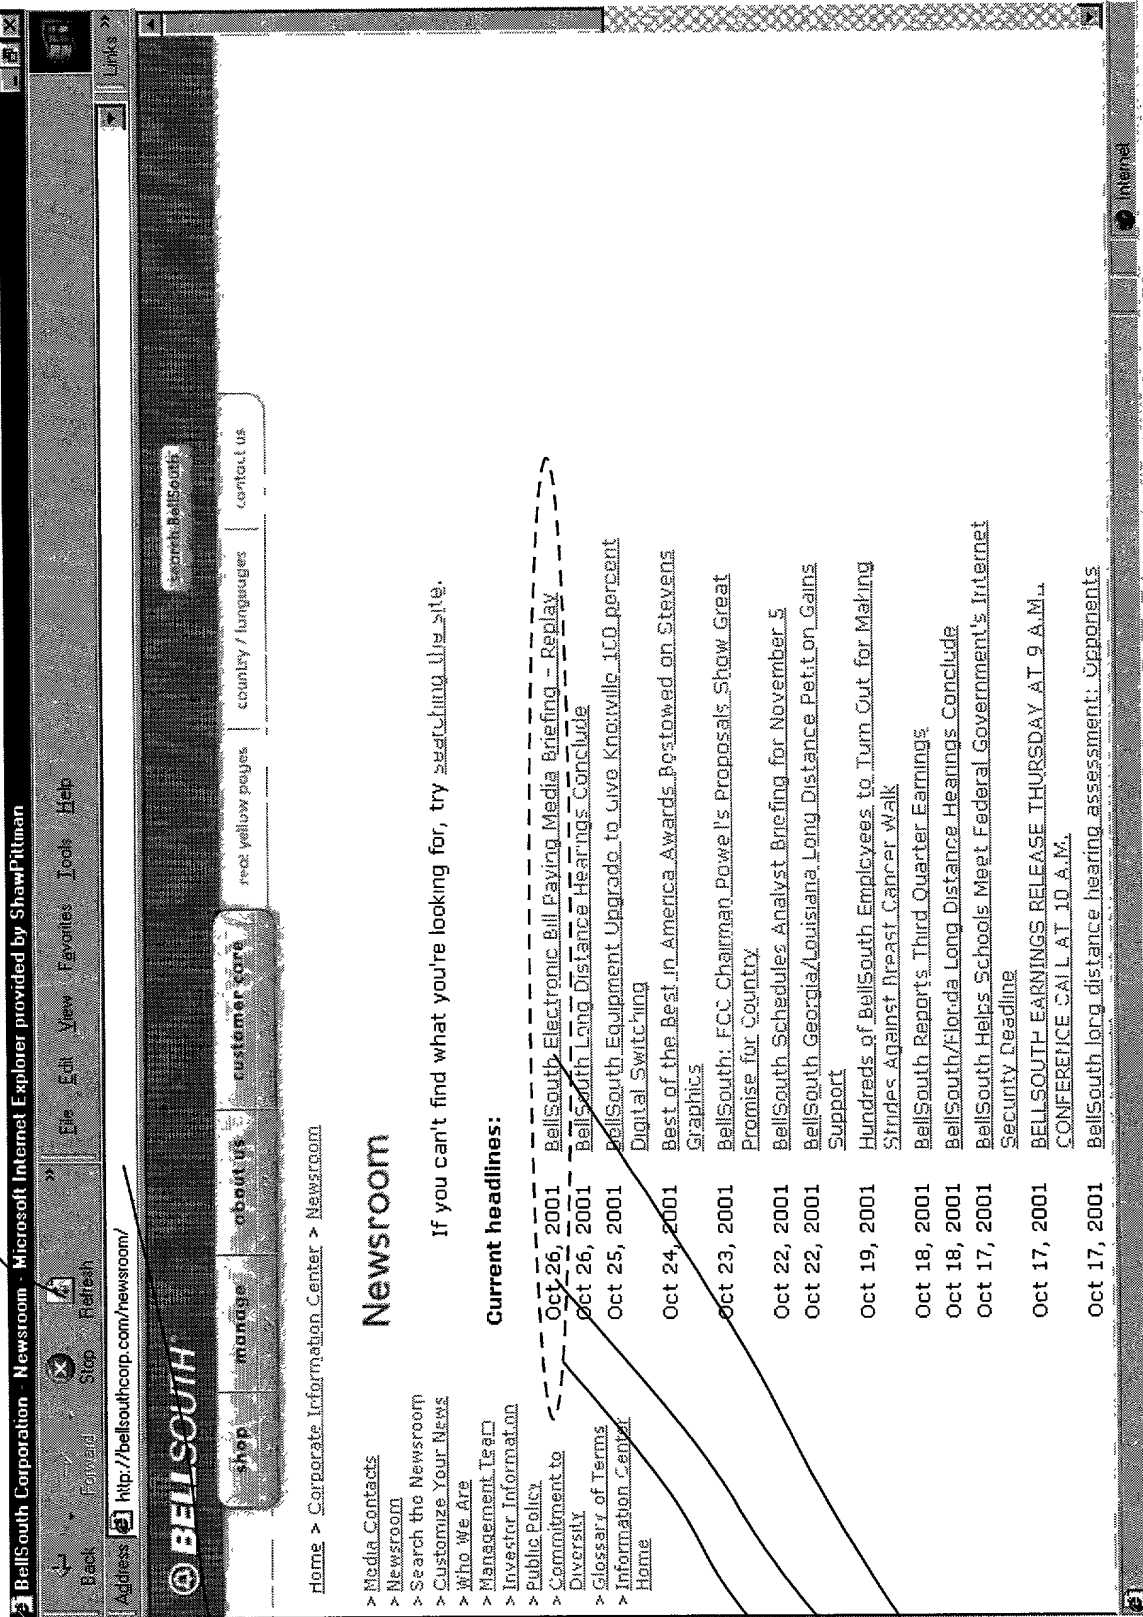 BellSouth Corporation - Newsroom - Microsoft Internet Explorer provided by ShawPittman
Back Forward Stop Refresh » File Edit View Favorites Tools Help
Address http://bellsouthcorp.com/newsroom/ Links »
BELLSOUTH
search BellSouth
shop manage about us customer care real yellow pages country / languages contact us
Home > Corporate Information Center > Newsroom
> Media Contacts
> Newsroom
> Search the Newsroom
> Customize Your News
> Who We Are
> Management Team
> Investor Information
> Public Policy
> Commitment to
Diversity
> Glossary of Terms
> Information Center
Home
Newsroom
If you can't find what you're looking for, try searching the site.
Current headlines:
Oct 26, 2001 BellSouth Electronic Bill Paying Media Briefing - Replay
Oct 26, 2001 BellSouth Long Distance Hearings Conclude
Oct 25, 2001 BellSouth Equipment Upgrade to Give Knoxville 100 percent
Digital Switching
Oct 24, 2001 Best of the Best in America Awards Bestowed on Stevens
Graphics
Oct 23, 2001 BellSouth: FCC Chairman Powell's Proposals Show Great
Promise for Country
Oct 22, 2001 BellSouth Schedules Analyst Briefing for November 5
Oct 22, 2001 BellSouth Georgia/Louisiana Long Distance Petition Gains
Support
Oct 19, 2001 Hundreds of BellSouth Employees to Turn Out for Making
Strides Against Breast Cancer Walk
Oct 18, 2001 BellSouth Reports Third Quarter Earnings
Oct 18, 2001 BellSouth/Florida Long Distance Hearings Conclude
Oct 17, 2001 BellSouth Helps Schools Meet Federal Government's Internet
Security Deadline
Oct 17, 2001 BELLSOUTH EARNINGS RELEASE THURSDAY AT 9 A.M.,
CONFERENCE CALL AT 10 A.M.
Oct 17, 2001 BellSouth long distance hearing assessment: Opponents
Internet